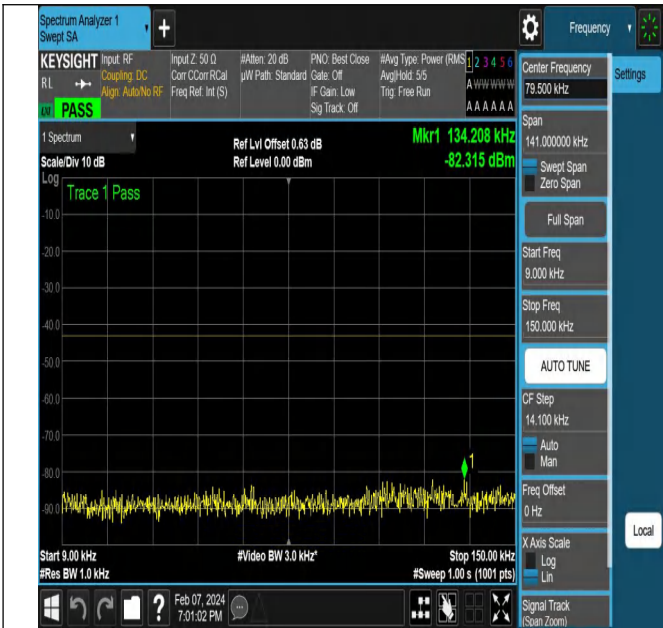 Spectrum Analyzer 1
Swept SA
+
Frequency
KEYSIGHT
RL
PASS
Input: RF
Coupling: DC
Align: Auto/No RF
Input Z: 50 Ω
Corr CCorr RCal
Freq Ref: Int (S)
#Atten: 20 dB
µW Path: Standard
PNO: Best Close
Gate: Off
IF Gain: Low
Sig Track: Off
#Avg Type: Power (RMS
Avg|Hold: 5/5
Trig: Free Run
1 2 3 4 5 6
A W W W W W
A A A A A A
1 Spectrum
Scale/Div 10 dB
Ref Lvl Offset 0.63 dB
Ref Level 0.00 dBm
Mkr1 134.208 kHz
-82.315 dBm
Log
Trace 1 Pass
-10.0
-20.0
-30.0
-40.0
-50.0
-60.0
-70.0
-80.0
-90.0
1
Start 9.00 kHz
#Res BW 1.0 kHz
#Video BW 3.0 kHz*
Stop 150.00 kHz
#Sweep 1.00 s (1001 pts)
?
Feb 07, 2024
7:01:02 PM
Center Frequency
79.500 kHz
Span
141.000000 kHz
Swept Span
Zero Span
Full Span
Start Freq
9.000 kHz
Stop Freq
150.000 kHz
AUTO TUNE
CF Step
14.100 kHz
Auto
Man
Freq Offset
0 Hz
X Axis Scale
Log
Lin
Signal Track
(Span Zoom)
Settings
Local